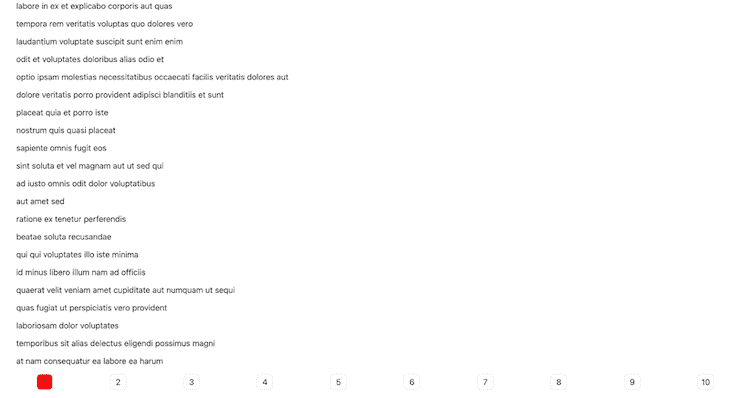 labore in ex et explicabo corporis aut quas
tempora rem veritatis voluptas quo dolores vero
laudantium voluptate suscipit sunt enim enim
odit et voluptates doloribus alias odio et
optio ipsam molestias necessitatibus occaecati facilis veritatis dolores aut
dolore veritatis porro provident adipisci blanditiis et sunt
placeat quia et porro iste
nostrum quis quasi placeat
sapiente omnis fugit eos
sint soluta et vel magnam aut ut sed qui
ad iusto omnis odit dolor voluptatibus
aut amet sed
ratione ex tenetur perferendis
beatae soluta recusandae
qui qui voluptates illo iste minima
id minus libero illum nam ad officiis
quaerat velit veniam amet cupiditate aut numquam ut sequi
quas fugiat ut perspiciatis vero provident
laboriosam dolor voluptates
temporibus sit alias delectus eligendi possimus magni
at nam consequatur ea labore ea harum
2 3 4 5 6 7 8 9 10